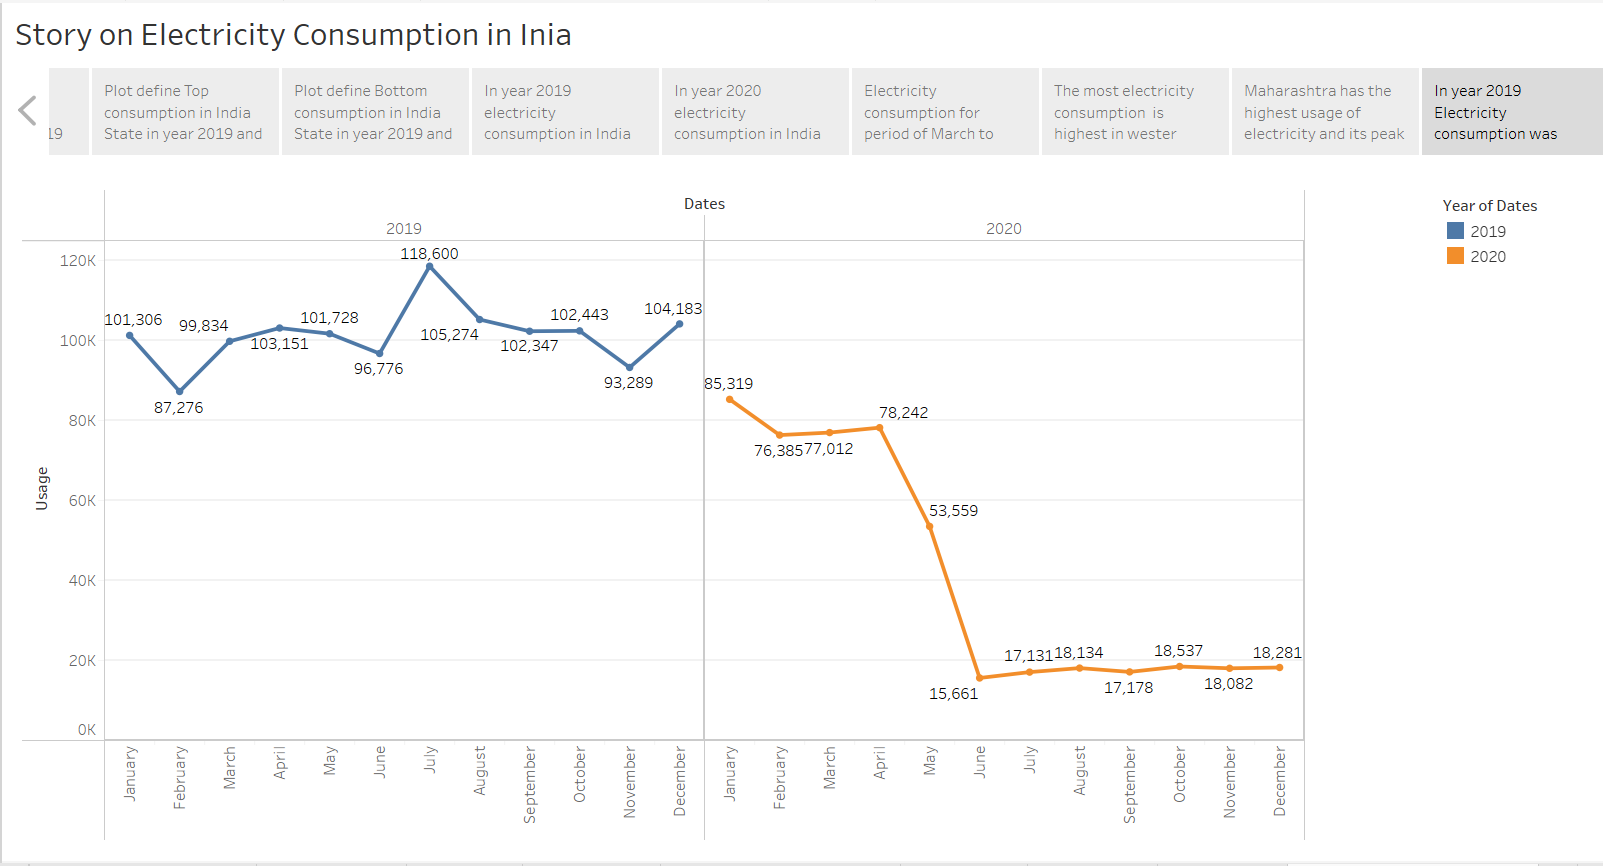 Story on Electricity Consumption in Inia
19
Plot define Top
consumption in India
State in year 2019 and
Plot define Bottom
consumption in India
State in year 2019 and
In year 2019
electricity
consumption in India
In year 2020
electricity
consumption in India
Electricity
consumption for
period of March to
The most electricity
consumption is
highest in wester
Maharashtra has the
highest usage of
electricity and its peak
In year 2019
Electricity
consumption was
Dates
2019
2020
Year of Dates
2019
2020
Usage
120K
100K
80K
60K
40K
20K
0K
101,306
87,276
99,834
103,151
101,728
96,776
118,600
105,274
102,347
102,443
93,289
104,183
85,319
76,385
77,012
78,242
53,559
15,661
17,131
18,134
17,178
18,537
18,082
18,281
January
February
March
April
May
June
July
August
September
October
November
December
January
February
March
April
May
June
July
August
September
October
November
December